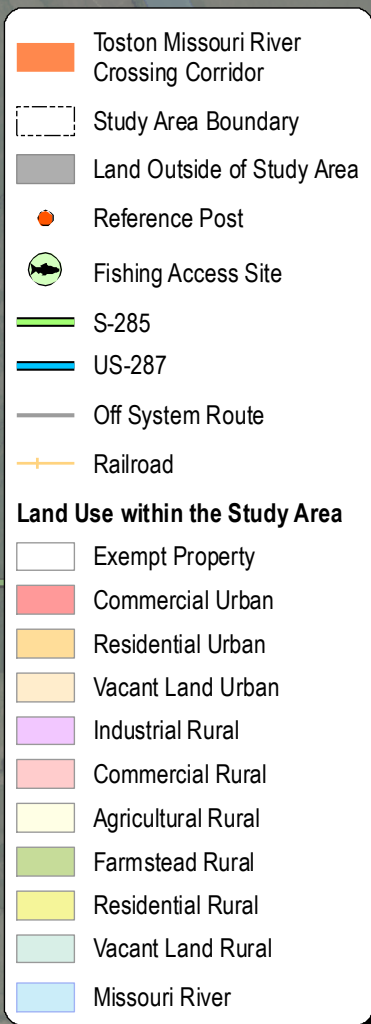 Toston Missouri River
Crossing Corridor
Study Area Boundary
Land Outside of Study Area
Reference Post
Fishing Access Site
S-285
US-287
Off System Route
Railroad
Land Use within the Study Area
Exempt Property
Commercial Urban
Residential Urban
Vacant Land Urban
Industrial Rural
Commercial Rural
Agricultural Rural
Farmstead Rural
Residential Rural
Vacant Land Rural
Missouri River